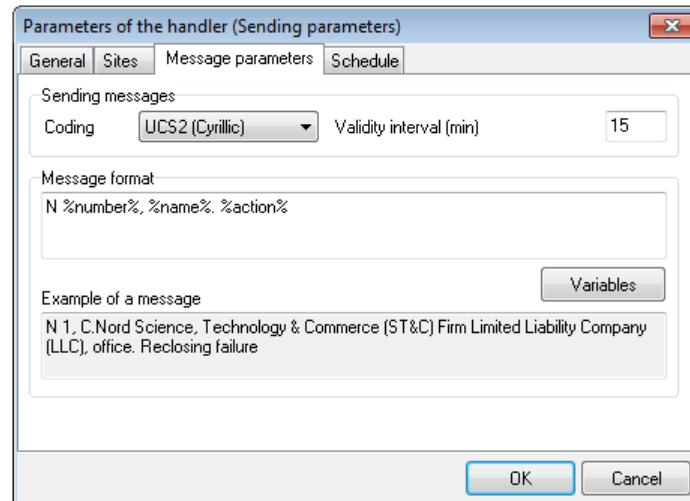 Parameters of the handler (Sending parameters)
General Sites Message parameters Schedule
Sending messages
Coding UCS2 (Cyrillic) Validity interval (min) 15
Message format
N %number%, %name%. %action%
Variables
Example of a message
N 1, C.Nord Science, Technology & Commerce (ST&C) Firm Limited Liability Company
(LLC), office. Reclosing failure
OK Cancel